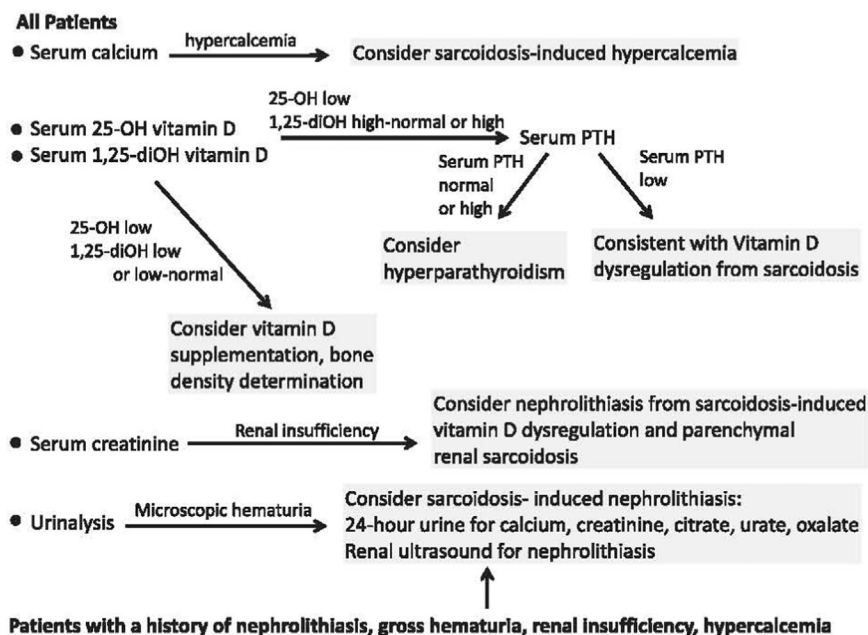 All Patients
● Serum calcium
hypercalcemia
Consider sarcoidosis-induced hypercalcemia
● Serum 25-OH vitamin D
● Serum 1,25-diOH vitamin D
25-OH low
1,25-diOH high-normal or high
Serum PTH
Serum PTH
normal
or high
Serum PTH
low
Consider
hyperparathyroidism
Consistent with Vitamin D
dysregulation from sarcoidosis
25-OH low
1,25-diOH low
or low-normal
Consider vitamin D
supplementation, bone
density determination
● Serum creatinine
Renal insufficiency
Consider nephrolithiasis from sarcoidosis-induced
vitamin D dysregulation and parenchymal
renal sarcoidosis
● Urinalysis
Microscopic hematuria
Consider sarcoidosis- induced nephrolithiasis:
24-hour urine for calcium, creatinine, citrate, urate, oxalate
Renal ultrasound for nephrolithiasis
Patients with a history of nephrolithiasis, gross hematuria, renal insufficiency, hypercalcemia